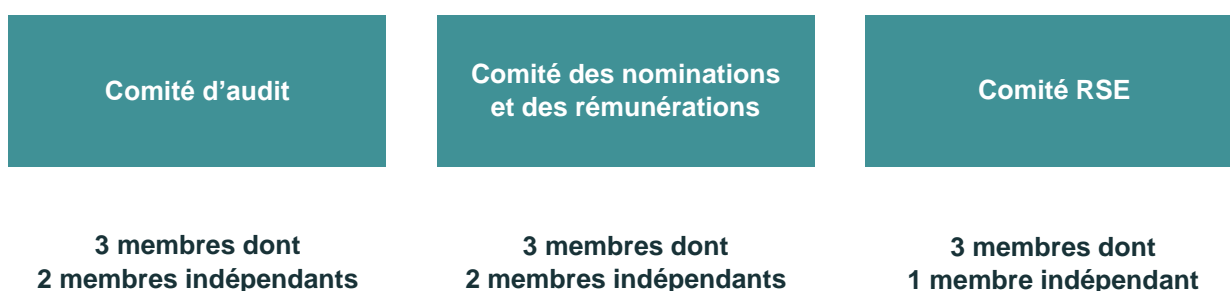 Comité d’audit
3 membres dont
2 membres indépendants
Comité des nominations
et des rémunérations
3 membres dont
2 membres indépendants
Comité RSE
3 membres dont
1 membre indépendant